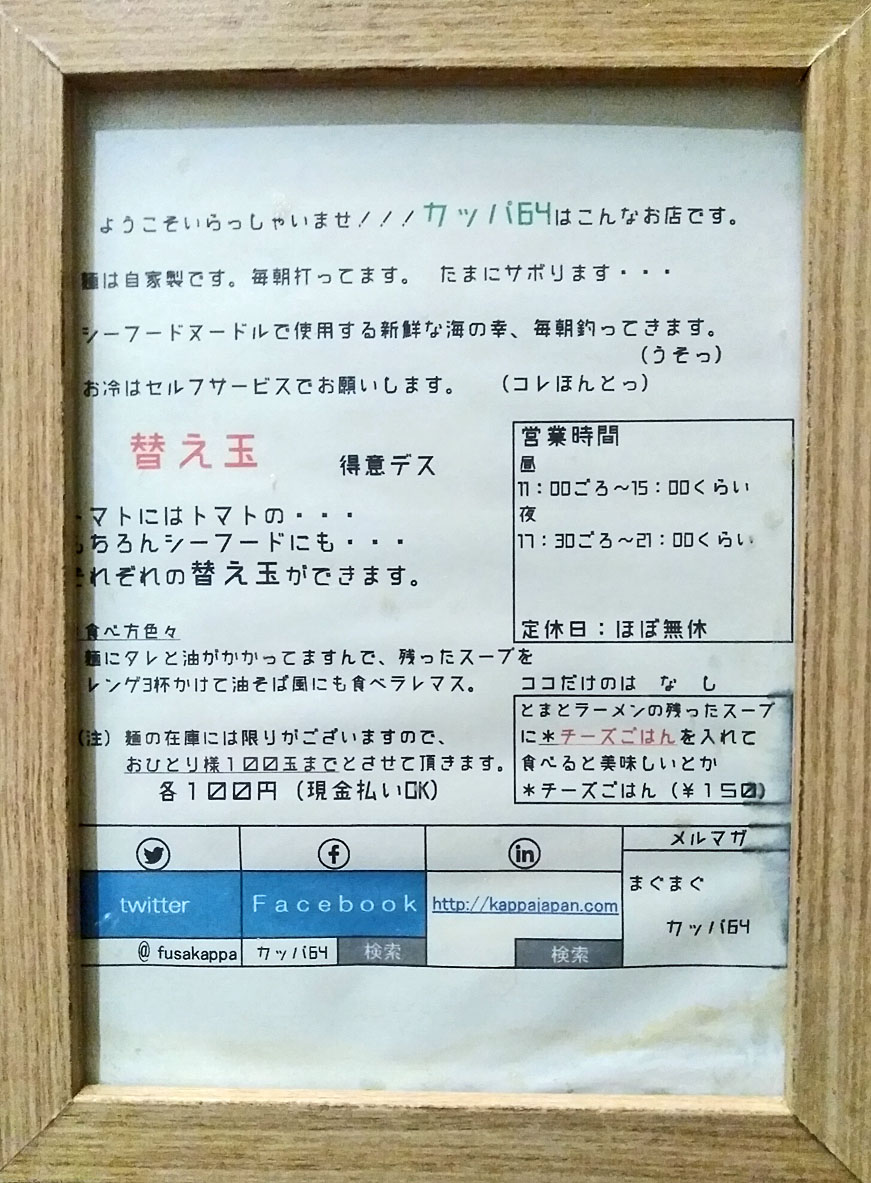 ようこそいらっしゃいませ！！！カッパ64はこんなお店です。
麺は自家製です。毎朝打ってます。　たまにサボります・・・
シーフードヌードルで使用する新鮮な海の幸、毎朝釣ってきます。
（うそっ）
お冷はセルフサービスでお願いします。　（コレほんとっ）
替え玉　得意デス
トマトにはトマトの・・・
もちろんシーフードにも・・・
それぞれの替え玉ができます。
営業時間
昼
11：00ごろ～15：00くらい
夜
17：30ごろ～21：00くらい
定休日：ほぼ無休
食べ方色々
麺にタレと油がかかってますんで、残ったスープを
レンゲ3杯かけて油そば風にも食べラレマス。
（注）麺の在庫には限りがございますので、
おひとり様１００玉までとさせて頂きます。
各１００円（現金払いOK）
ココだけのは　な　し
とまとラーメンの残ったスープ
に＊チーズごはんを入れて
食べると美味しいとか
＊チーズごはん（￥１５０）
twitter
@ fusakappa
Facebook
カッパ64 検索
in
http://kappajapan.com
検索
メルマガ
まぐまぐ
カッパ64